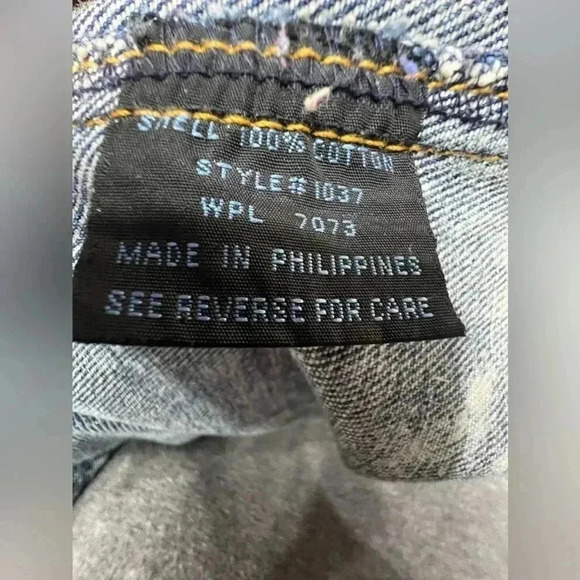 SHELL: 100% COTTON
STYLE# 1037
WPL 7073
MADE IN PHILIPPINES
SEE REVERSE FOR CARE